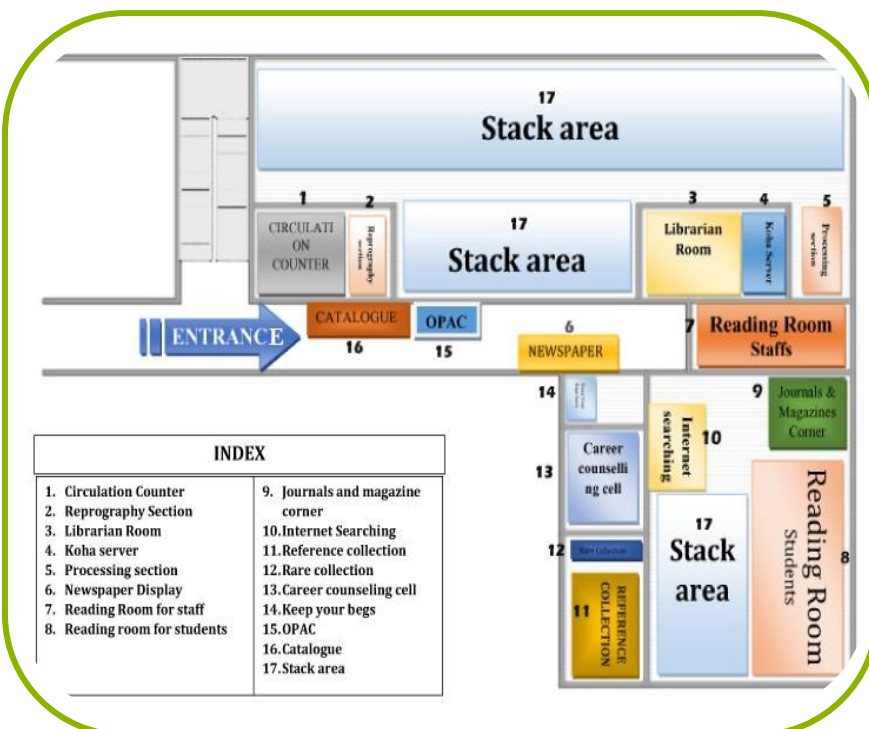 17
Stack area
1
2
3
4
5
CIRCULATI
ON
COUNTER
Reprography
section
17
Stack area
Librarian
Room
Koha Server
Processing
section
ENTRANCE
CATALOGUE
16
OPAC
15
6
NEWSPAPER
7
Reading Room
Staffs
14
9
Journals &
Magazines
Corner
Internet
searching
10
13
Career
counselli
ng cell
12
Rare Collection
11
REFERENCE
COLLECTION
17
Stack
area
Reading Room
Students
8
INDEX
1. Circulation Counter
2. Reprography Section
3. Librarian Room
4. Koha server
5. Processing section
6. Newspaper Display
7. Reading Room for staff
8. Reading room for students
9. Journals and magazine
corner
10.Internet Searching
11.Reference collection
12.Rare collection
13.Career counseling cell
14.Keep your begs
15.OPAC
16.Catalogue
17.Stack area